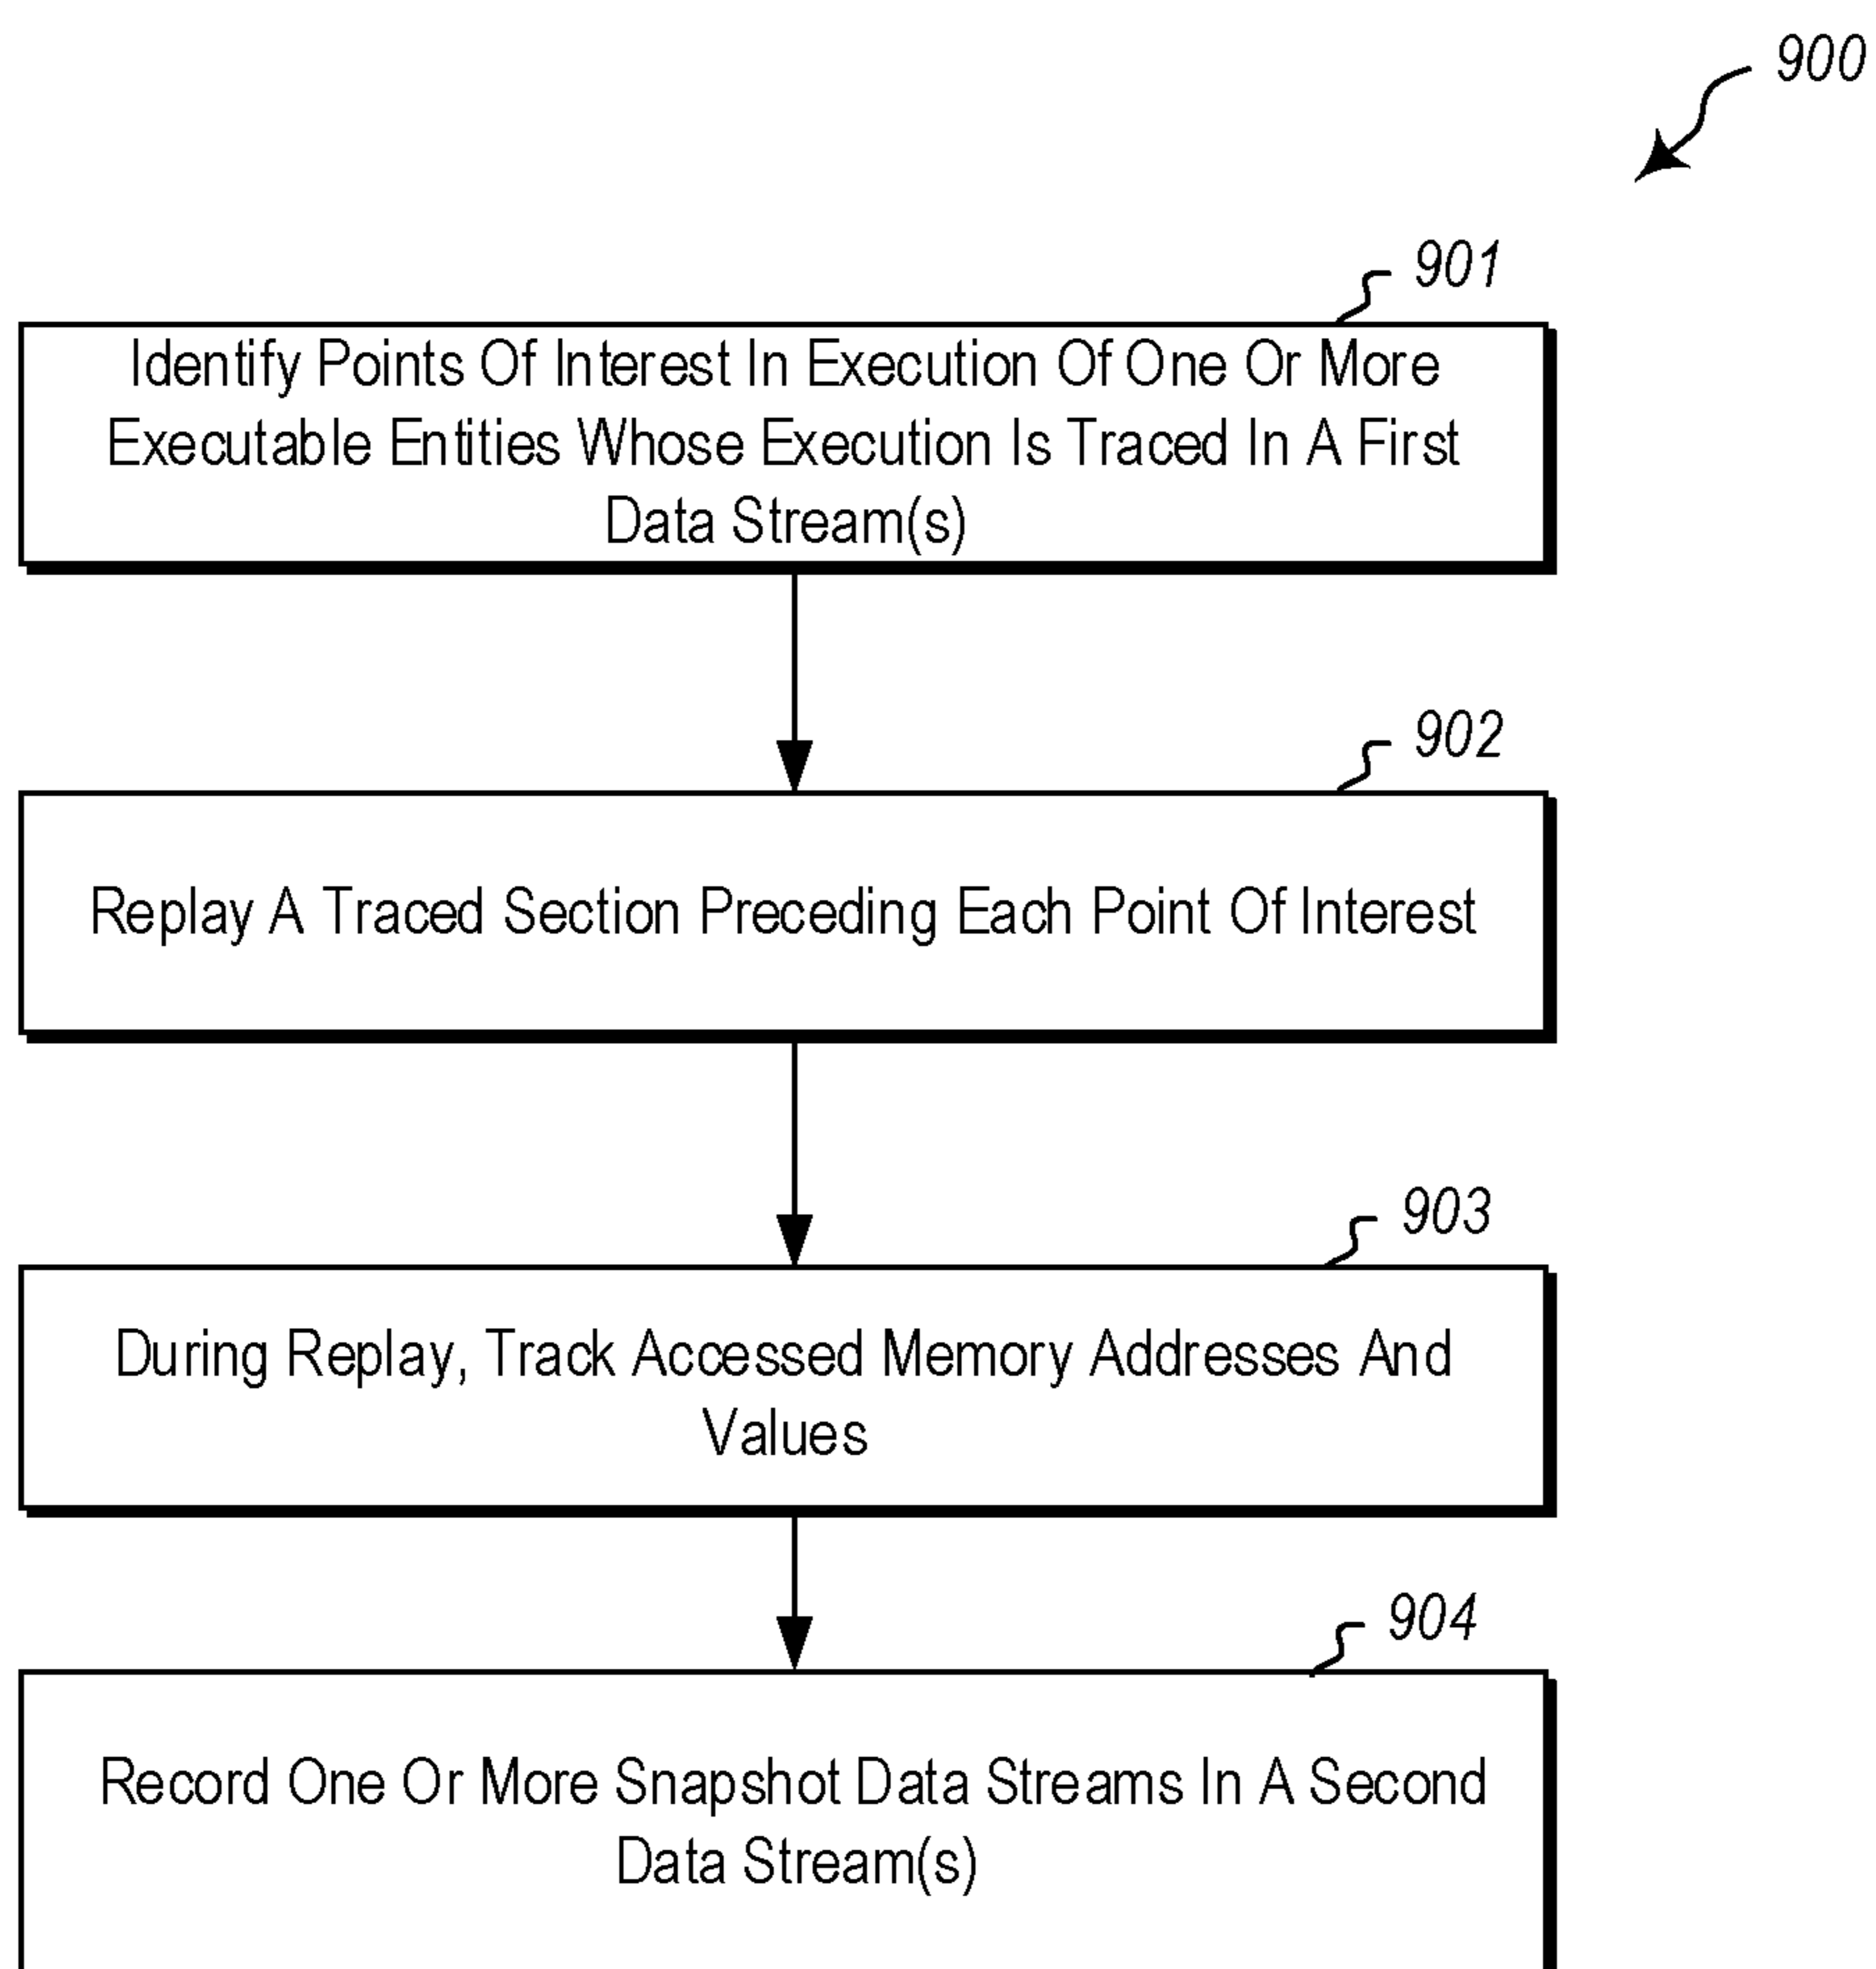 900
901
Identify Points Of Interest In Execution Of One Or More
Executable Entities Whose Execution Is Traced In A First
Data Stream(s)
902
Replay A Traced Section Preceding Each Point Of Interest
903
During Replay, Track Accessed Memory Addresses And
Values
904
Record One Or More Snapshot Data Streams In A Second
Data Stream(s)